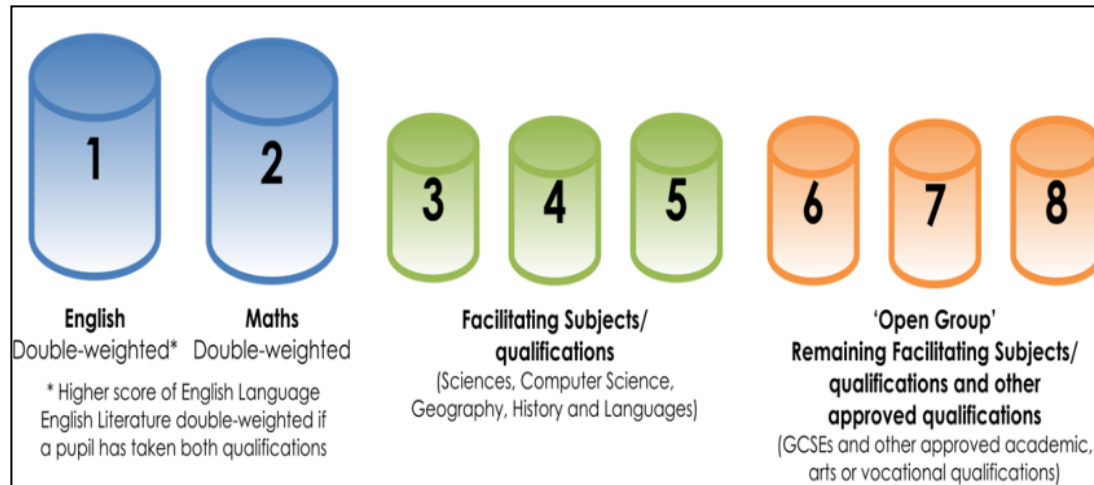 1
2
3
4
5
6
7
8
English
Double-weighted*
Maths
Double-weighted
* Higher score of English Language
English Literature double-weighted if
a pupil has taken both qualifications
Facilitating Subjects/
qualifications
(Sciences, Computer Science,
Geography, History and Languages)
‘Open Group’
Remaining Facilitating Subjects/
qualifications and other
approved qualifications
(GCSEs and other approved academic,
arts or vocational qualifications)